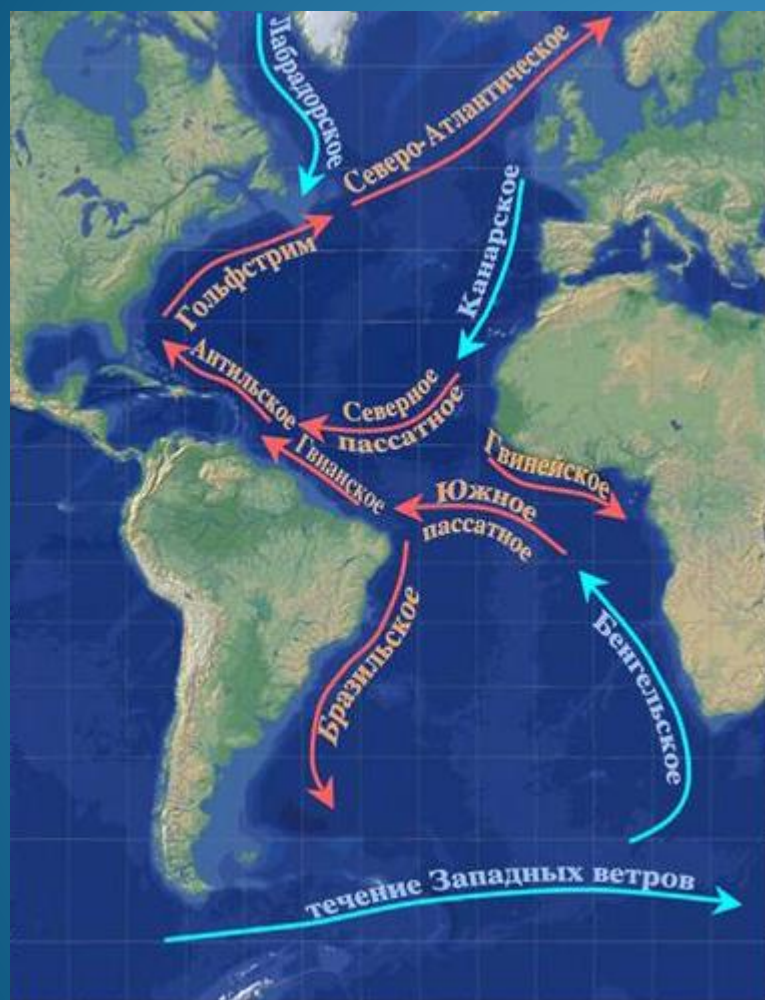 Лабрадорское
Северо-Атлантическое
Канарское
Гольфстрим
Антильское
Северное
пассатное
Гвианское
Гвинейское
Южное
пассатное
Бразильское
Бенгельское
течение Западных ветров